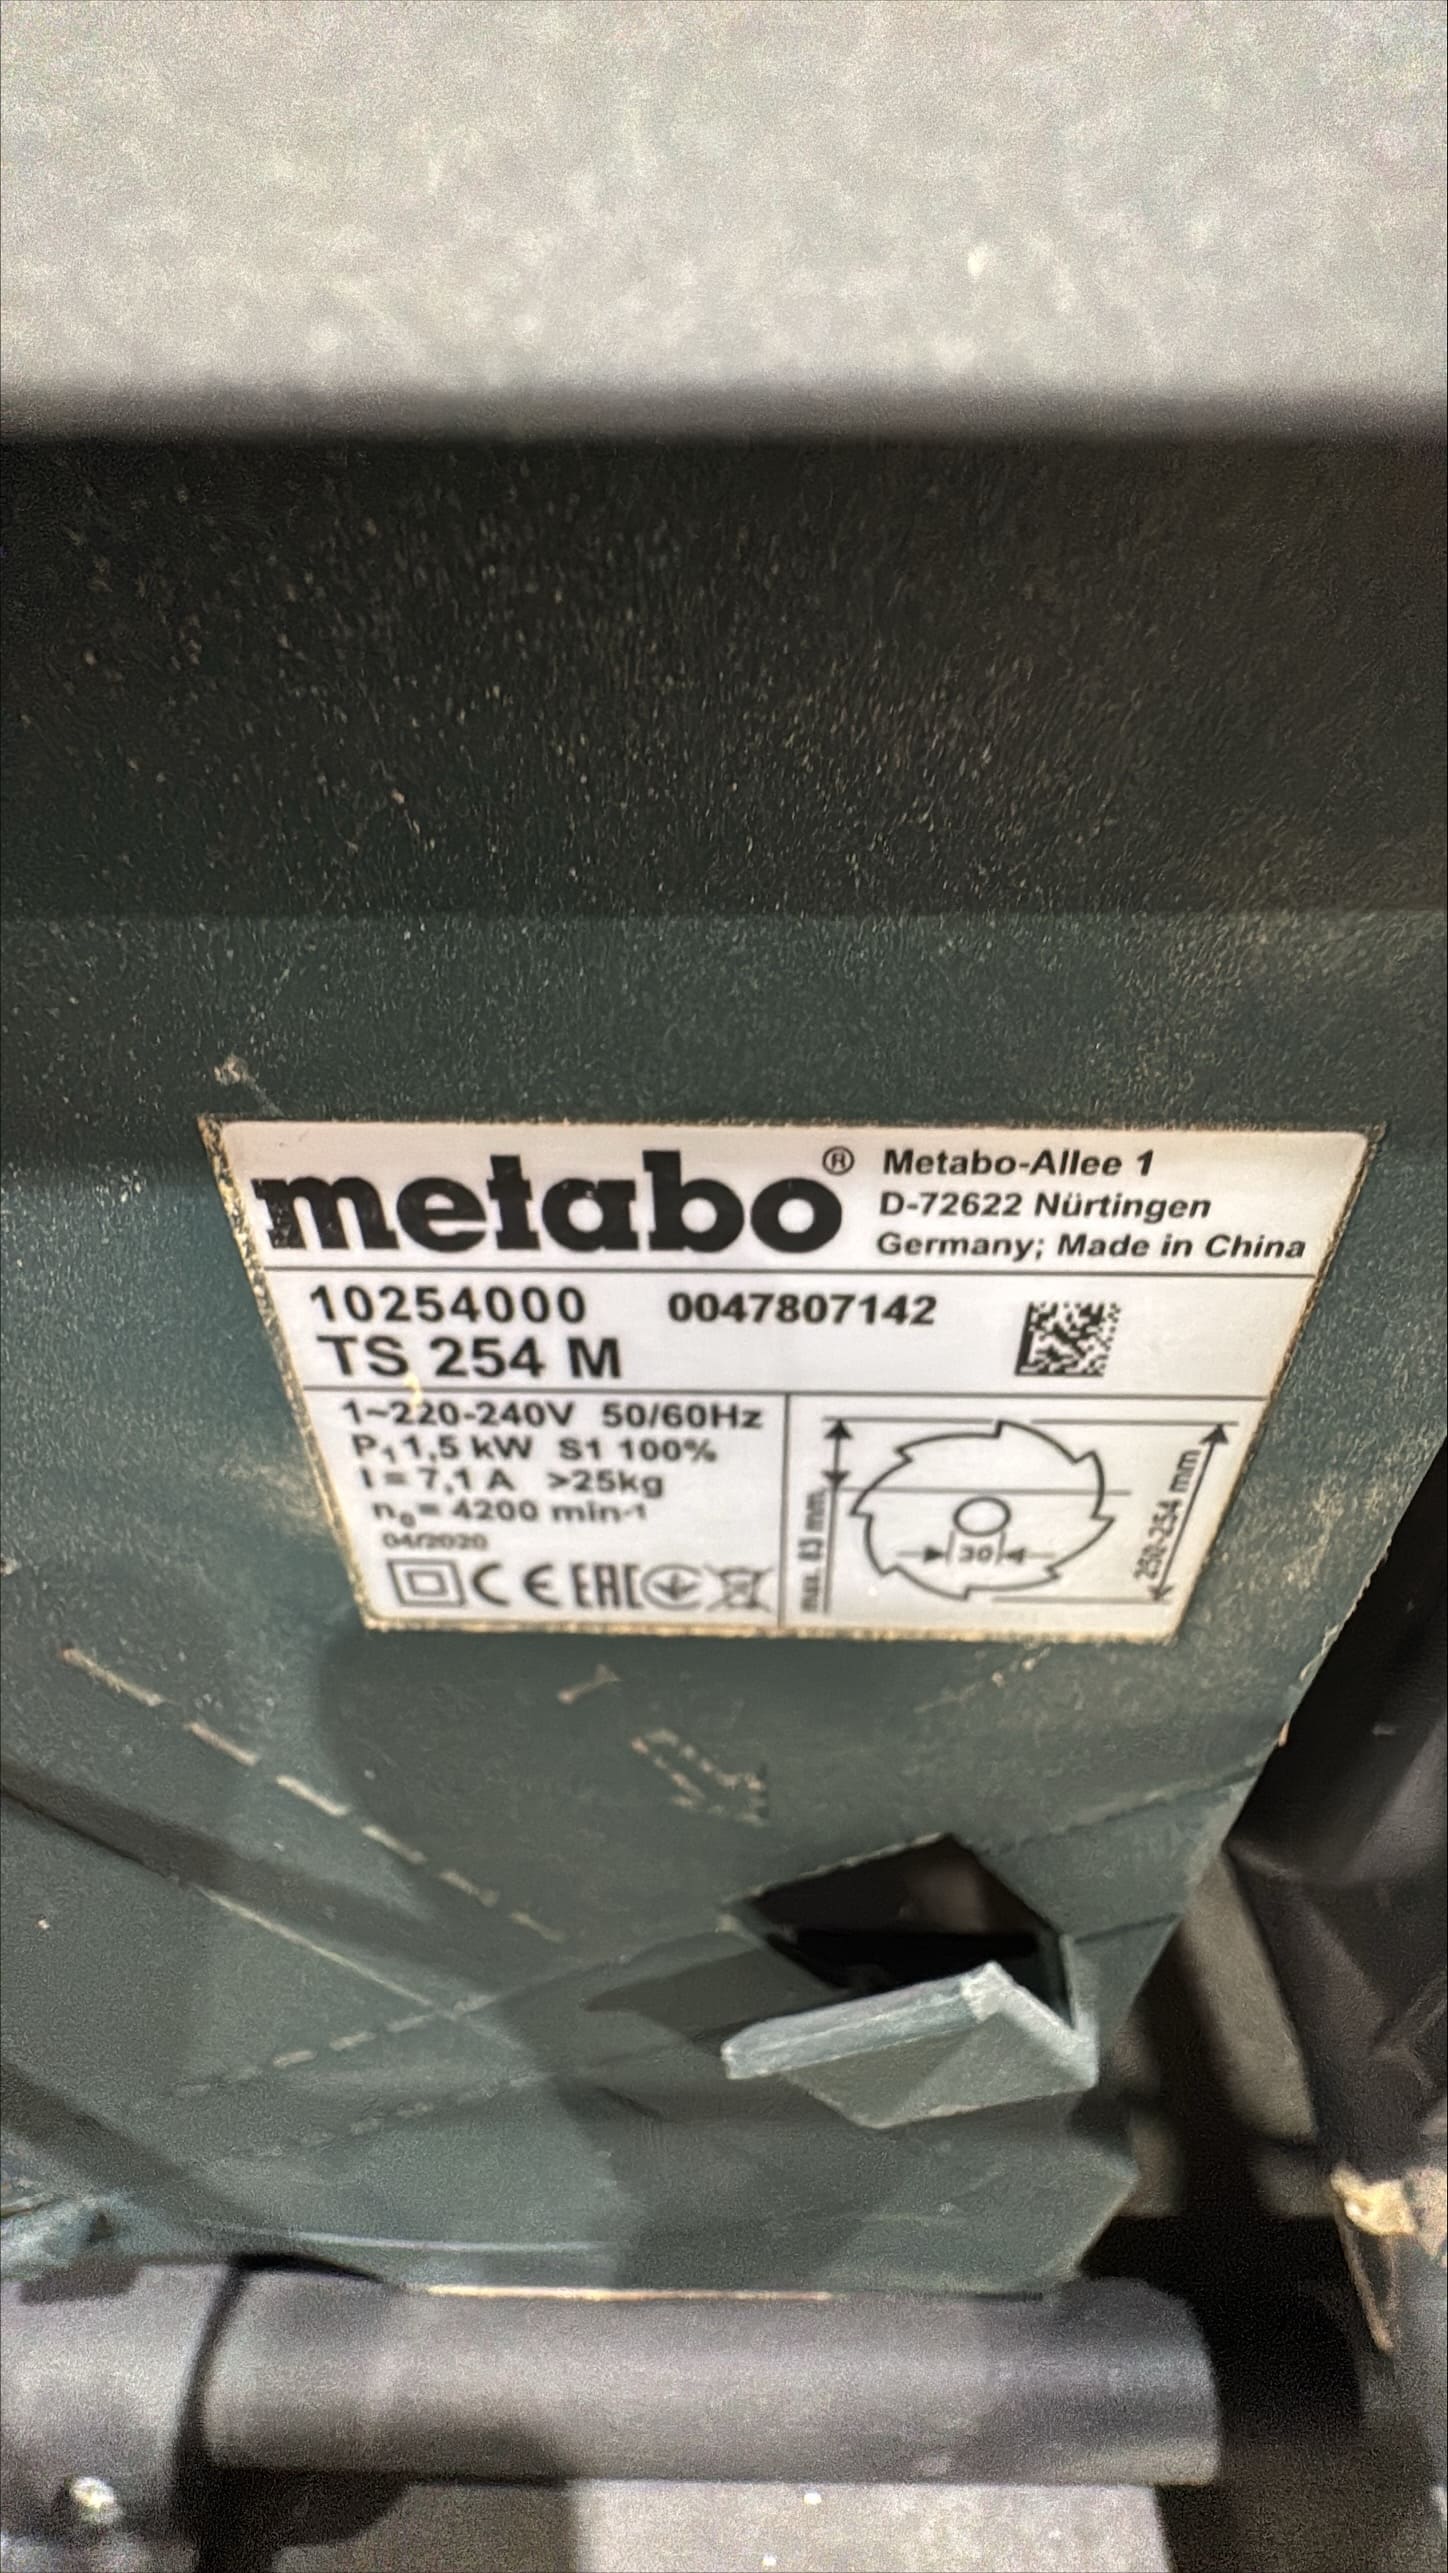 metabo®
Metabo-Allee 1
D-72622 Nürtingen
Germany; Made in China
10254000 0047807142
TS 254 M
1~220-240V 50/60Hz
P₁ 1,5 kW S1 100%
I = 7,1 A >25kg
n₀= 4200 min-1
04/2020
CE EAC
max. 83 mm
30
250-254 mm